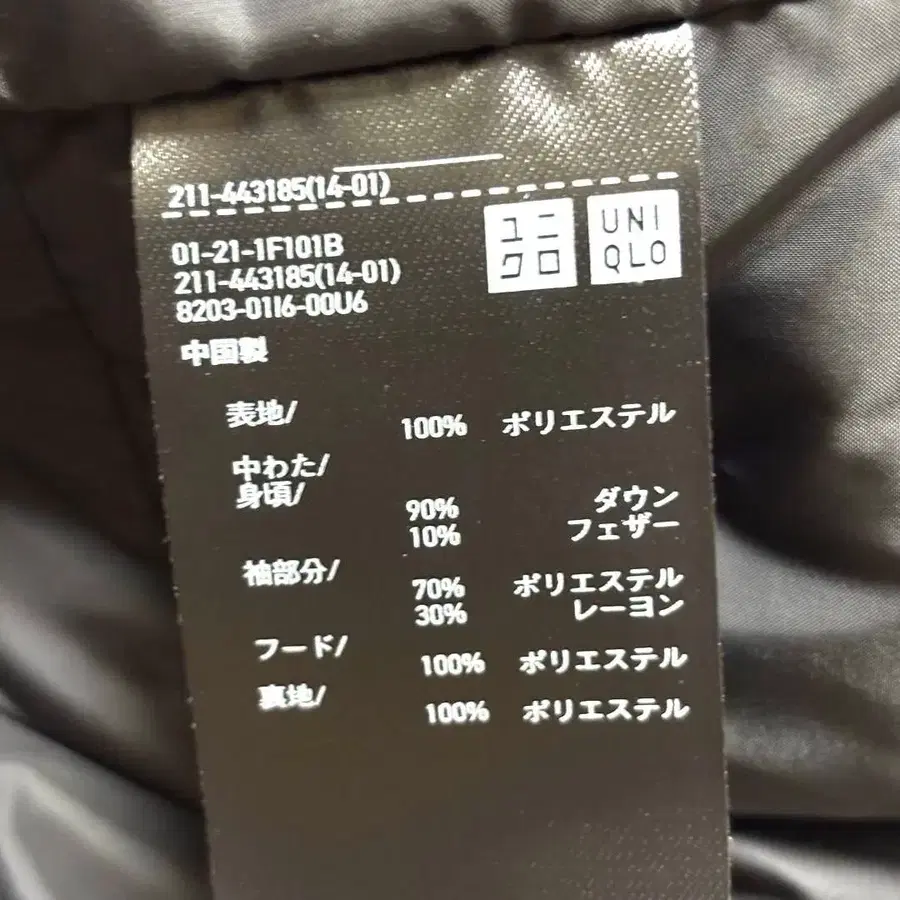 211-443185(14-01)
ユニ
クロ
UNI
QLO
01-21-1F101B
211-443185(14-01)
8203-0116-00U6
中国製
表地/ 100% ポリエステル
中わた/
身頃/ 90% ダウン
10% フェザー
袖部分/ 70% ポリエステル
30% レーヨン
フード/ 100% ポリエステル
裏地/ 100% ポリエステル